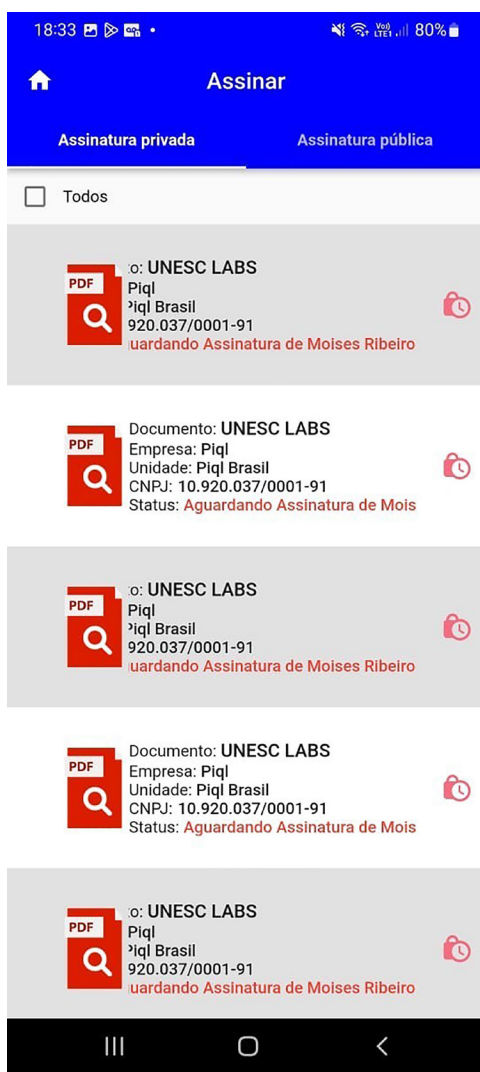 18:33
Vo)) LTE1 80%
Assinar
Assinatura privada Assinatura pública
Todos
PDF
o: UNESC LABS
Piql
Piql Brasil
920.037/0001-91
uardando Assinatura de Moises Ribeiro
PDF
Documento: UNESC LABS
Empresa: Piql
Unidade: Piql Brasil
CNPJ: 10.920.037/0001-91
Status: Aguardando Assinatura de Mois
PDF
o: UNESC LABS
Piql
Piql Brasil
920.037/0001-91
uardando Assinatura de Moises Ribeiro
PDF
Documento: UNESC LABS
Empresa: Piql
Unidade: Piql Brasil
CNPJ: 10.920.037/0001-91
Status: Aguardando Assinatura de Mois
PDF
o: UNESC LABS
Piql
Piql Brasil
920.037/0001-91
uardando Assinatura de Moises Ribeiro